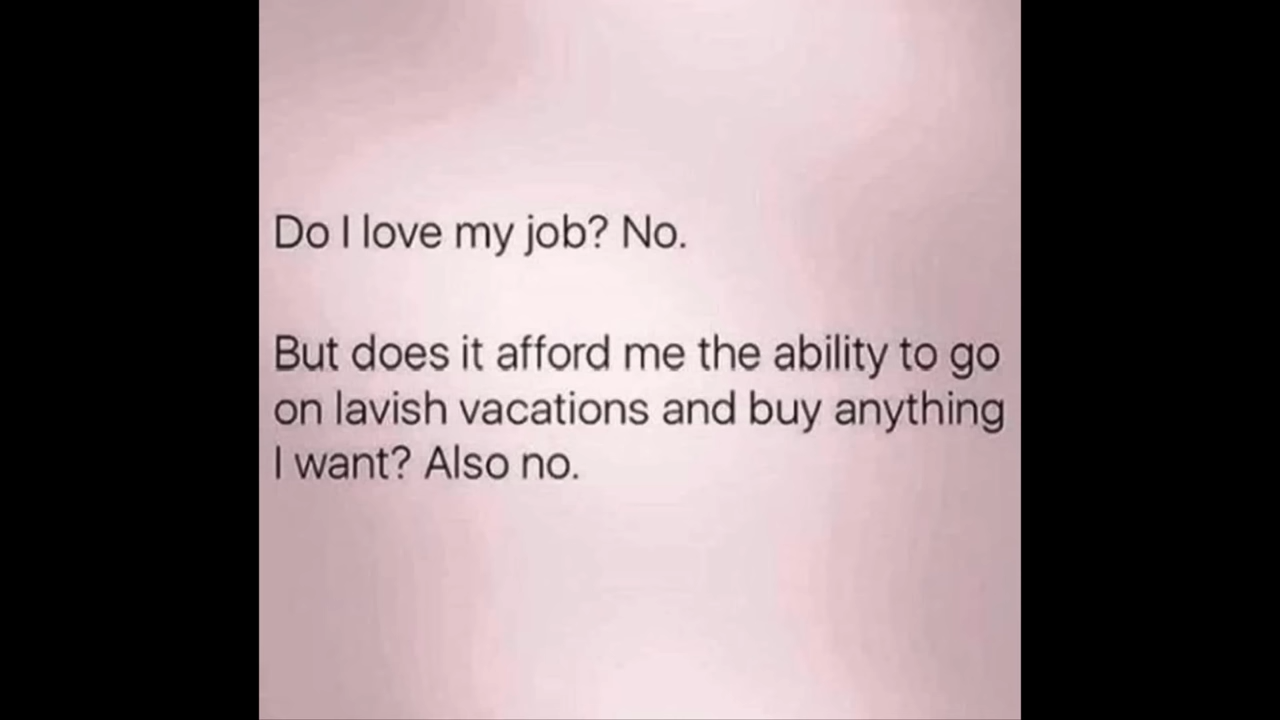 Do I love my job? No.
But does it afford me the ability to go
on lavish vacations and buy anything
I want? Also no.